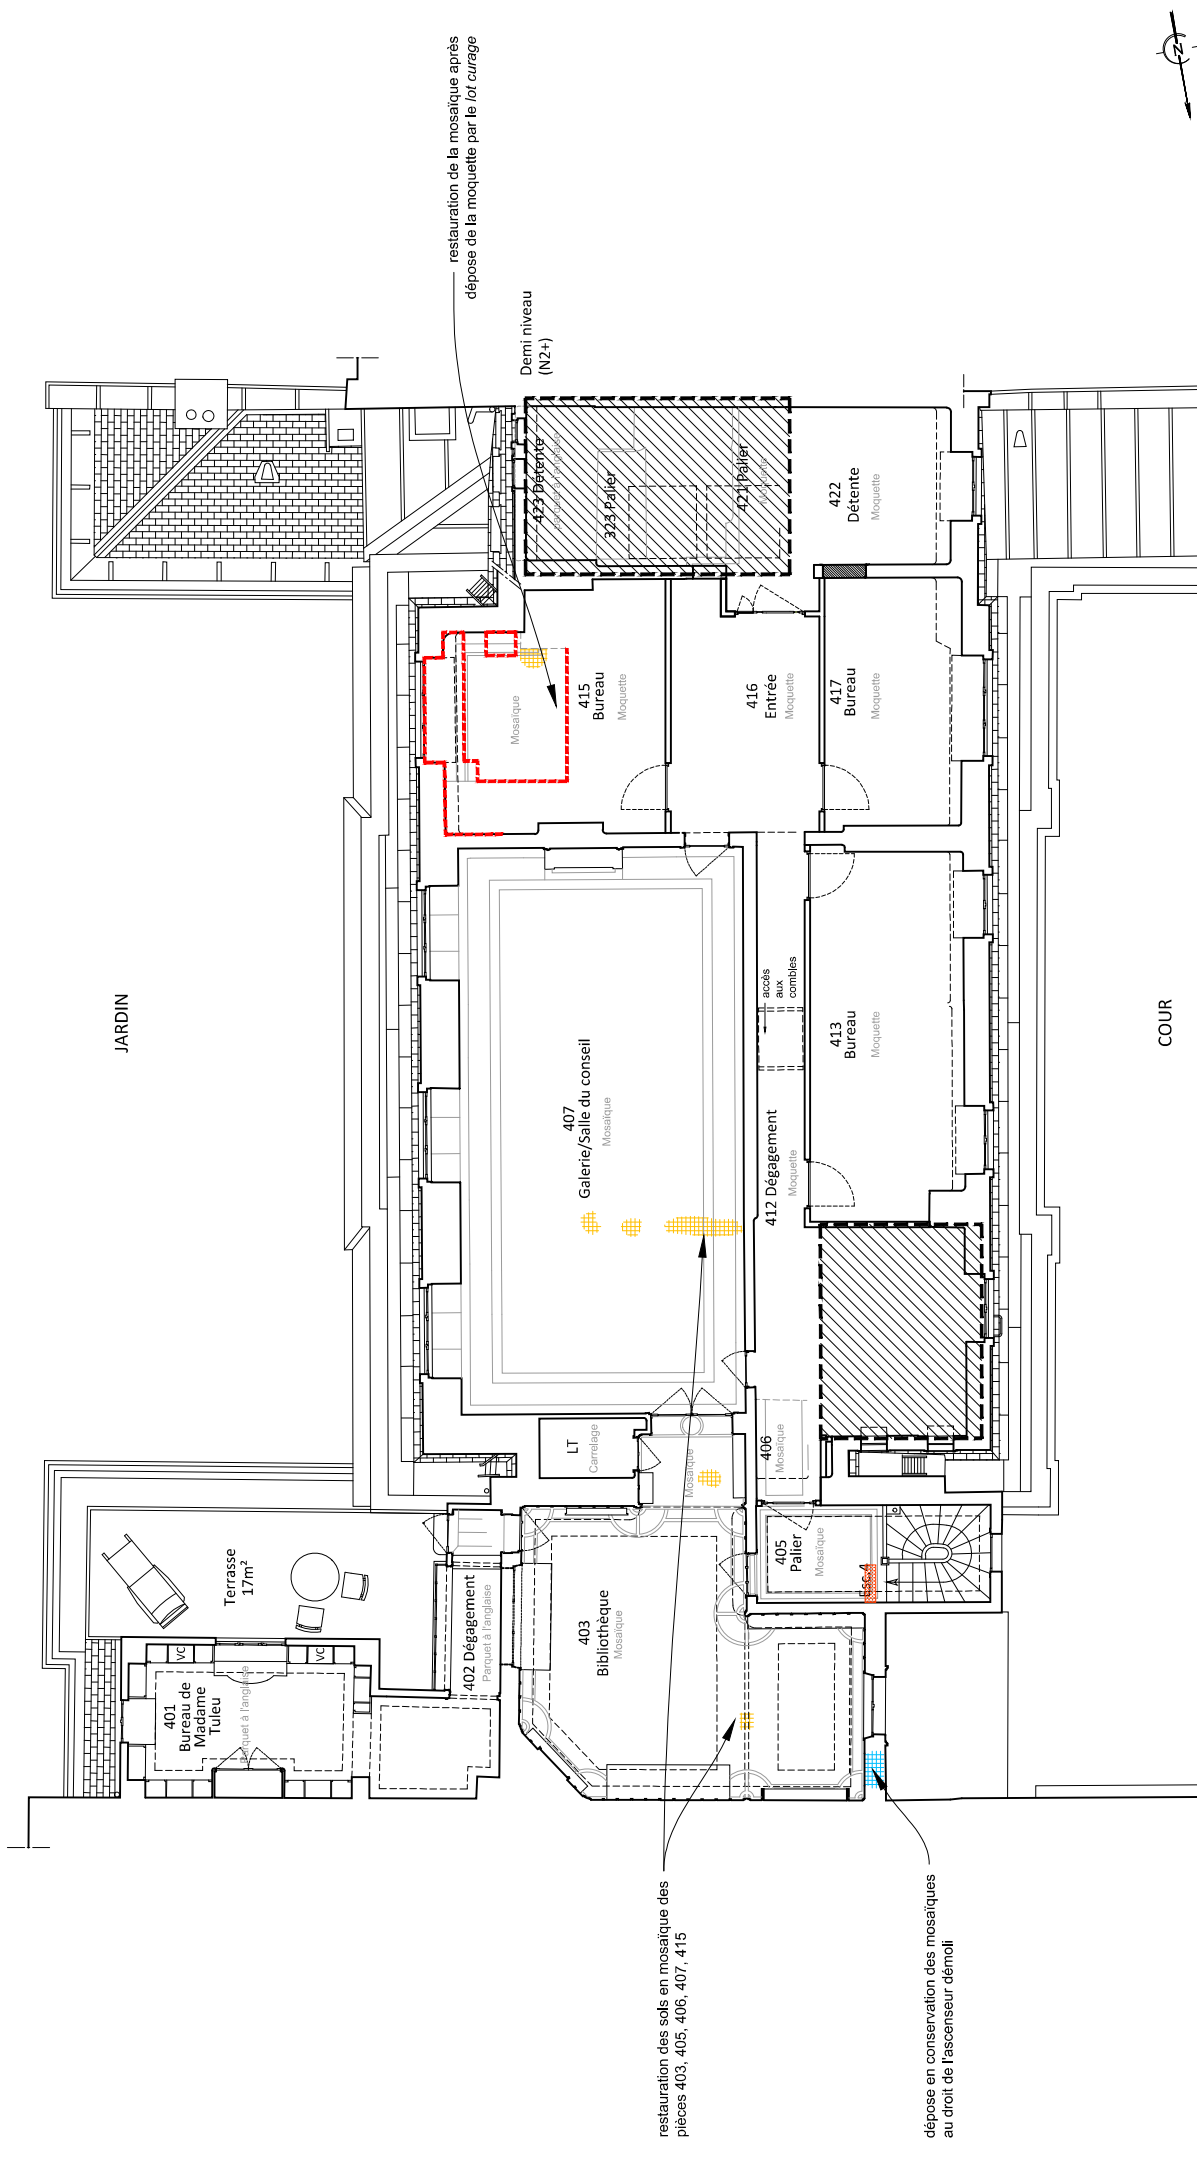 JARDIN
COUR
N
restauration de la mosaïque après
dépose de la moquette par le lot curage
Demi niveau
(N2+)
423 Détente
parquet à l'anglaise
323 Palier
421 Palier
Moquette
422
Détente
Moquette
Mosaïque
415
Bureau
Moquette
416
Entrée
Moquette
417
Bureau
Moquette
407
Galerie/Salle du conseil
Mosaïque
accès
aux
combles
412 Dégagement
Moquette
413
Bureau
Moquette
LT
Carrelage
Mosaïque
406
Mosaïque
405
Palier
Mosaïque
Esc. 4
Terrasse
17m²
VC
VC
401
Bureau de
Madame
Tuleu
Parquet à l'anglaise
402 Dégagement
Parquet à l'anglaise
403
Bibliothèque
Mosaïque
restauration des sols en mosaïque des
pièces 403, 405, 406, 407, 415
dépose en conservation des mosaïques
au droit de l'ascenseur démoli